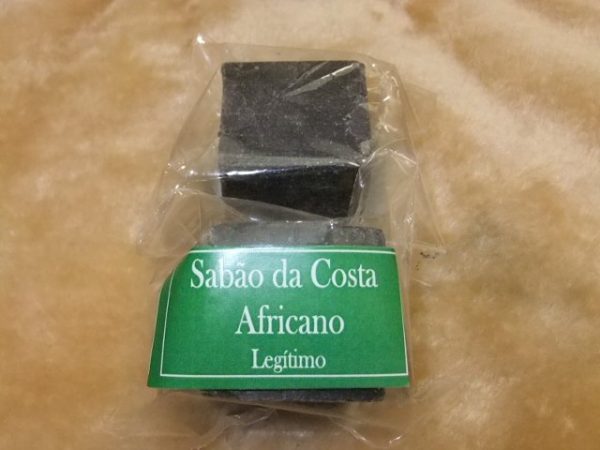 Sabão da Costa
Africano
Legítimo